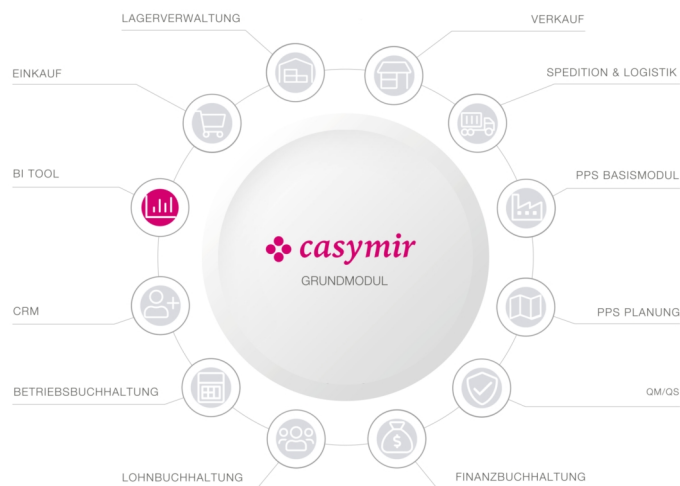 LAGERVERWALTUNG
VERKAUF
EINKAUF
SPEDITION & LOGISTIK
BI TOOL
PPS BASISMODUL
casymir
GRUNDMODUL
CRM
PPS PLANUNG
BETRIEBSBUCHHALTUNG
QM/QS
LOHNBUCHHALTUNG
FINANZBUCHHALTUNG
$